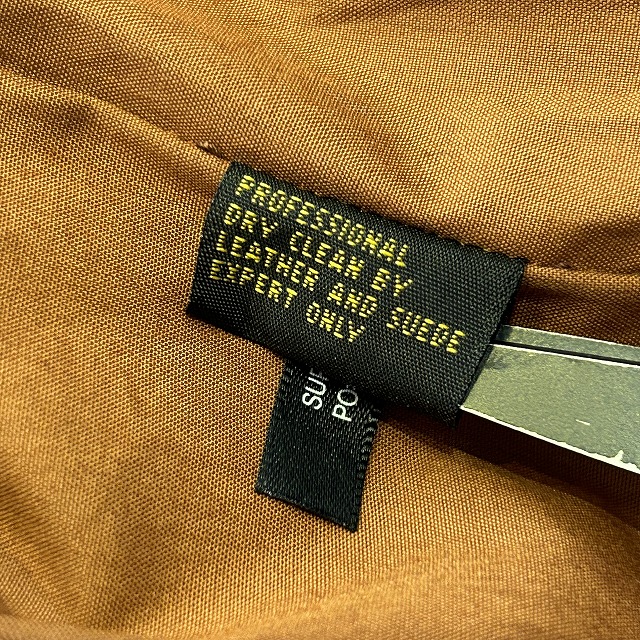 PROFESSIONAL
DRY CLEAN BY
LEATHER AND SUEDE
EXPERT ONLY